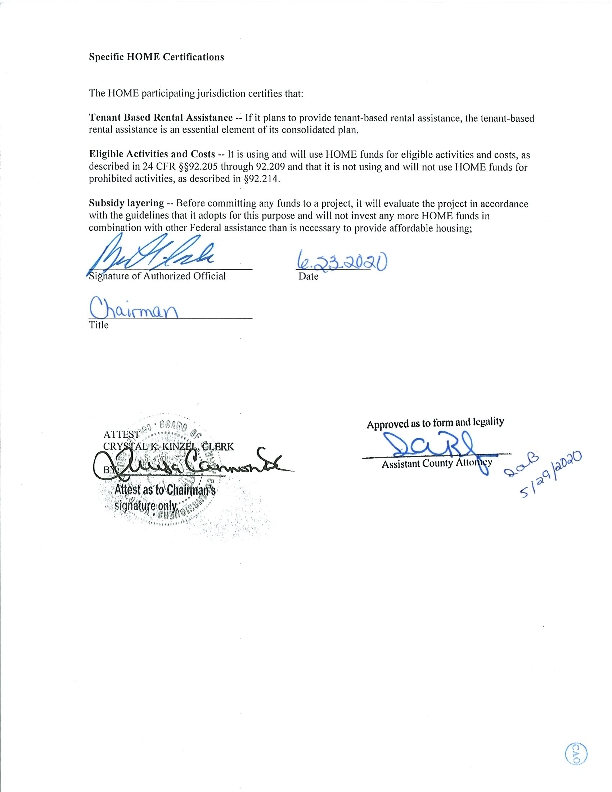 Specific HOME Certifications
The HOME participating jurisdiction certifies that:
Tenant Based Rental Assistance -- If it plans to provide tenant-based rental assistance, the tenant-based
rental assistance is an essential element of its consolidated plan.
Eligible Activities and Costs -- It is using and will use HOME funds for eligible activities and costs, as
described in 24 CFR §§92.205 through 92.209 and that it is not using and will not use HOME funds for
prohibited activities, as described in §92.214.
Subsidy layering -- Before committing any funds to a project, it will evaluate the project in accordance
with the guidelines that it adopts for this purpose and will not invest any more HOME funds in
combination with other Federal assistance than is necessary to provide affordable housing;
6.23.2020
Signature of Authorized Official Date
Chairman
Title
ATTEST
CRYSTAL K. KINZEL, CLERK
BY
Attest as to Chairman's
signature only.
Approved as to form and legality
Assistant County Attorney
DAB
5/29/2020
CAO